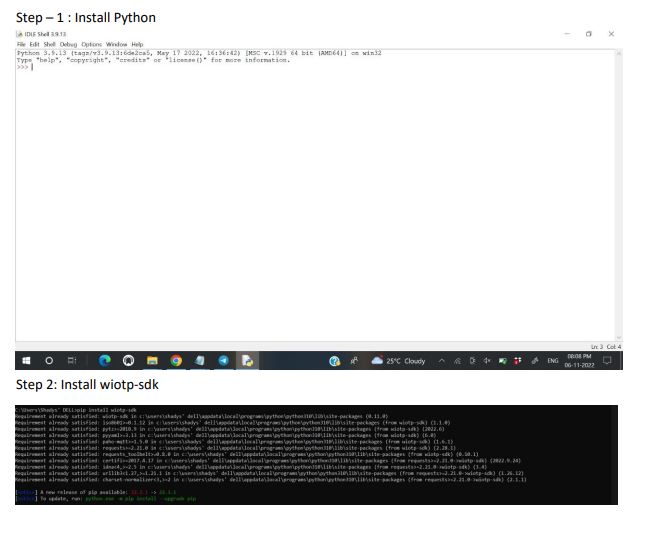 Step – 1 : Install Python
IDLE Shell 3.9.13
File Edit Shell Debug Options Window Help
Python 3.9.13 (tags/v3.9.13:6de2ca5, May 17 2022, 16:36:42) [MSC v.1929 64 bit (AMD64)] on win32
Type "help", "copyright", "credits" or "license()" for more information.
>>>
Ln: 3 Col: 4
25°C Cloudy
ENG
08:08 PM
06-11-2022
Step 2: Install wiotp-sdk
C:\Users\Shadys' DELL>pip install wiotp-sdk
Requirement already satisfied: wiotp-sdk in c:\users\shadys' dell\appdata\local\programs\python\python310\lib\site-packages (0.11.0)
Requirement already satisfied: iso8601>=0.1.12 in c:\users\shadys' dell\appdata\local\programs\python\python310\lib\site-packages (from wiotp-sdk) (1.1.0)
Requirement already satisfied: pytz>=2018.9 in c:\users\shadys' dell\appdata\local\programs\python\python310\lib\site-packages (from wiotp-sdk) (2022.6)
Requirement already satisfied: pyyaml>=3.13 in c:\users\shadys' dell\appdata\local\programs\python\python310\lib\site-packages (from wiotp-sdk) (6.0)
Requirement already satisfied: paho-mqtt>=1.5.0 in c:\users\shadys' dell\appdata\local\programs\python\python310\lib\site-packages (from wiotp-sdk) (1.6.1)
Requirement already satisfied: requests>=2.21.0 in c:\users\shadys' dell\appdata\local\programs\python\python310\lib\site-packages (from wiotp-sdk) (2.28.1)
Requirement already satisfied: requests_toolbelt>=0.8.0 in c:\users\shadys' dell\appdata\local\programs\python\python310\lib\site-packages (from wiotp-sdk) (0.10.1)
Requirement already satisfied: certifi>=2017.4.17 in c:\users\shadys' dell\appdata\local\programs\python\python310\lib\site-packages (from requests>=2.21.0->wiotp-sdk) (2022.9.24)
Requirement already satisfied: idna<4,>=2.5 in c:\users\shadys' dell\appdata\local\programs\python\python310\lib\site-packages (from requests>=2.21.0->wiotp-sdk) (3.4)
Requirement already satisfied: urllib3<1.27,>=1.21.1 in c:\users\shadys' dell\appdata\local\programs\python\python310\lib\site-packages (from requests>=2.21.0->wiotp-sdk) (1.26.12)
Requirement already satisfied: charset-normalizer<3,>=2 in c:\users\shadys' dell\appdata\local\programs\python\python310\lib\site-packages (from requests>=2.21.0->wiotp-sdk) (2.1.1)
[notice] A new release of pip available: 22.2.1 -> 22.3.1
[notice] To update, run: python.exe -m pip install --upgrade pip